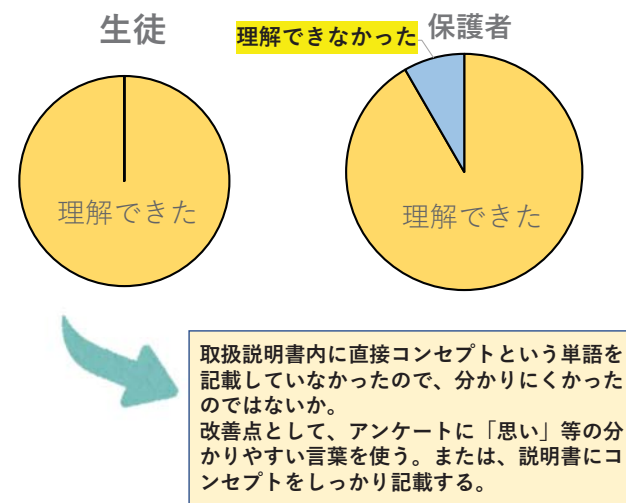 生徒
理解できなかった
保護者
理解できた
理解できた
取扱説明書内に直接コンセプトという単語を
記載していなかったので、分かりにくかった
のではないか。
改善点として、アンケートに「思い」等の分
かりやすい言葉を使う。または、説明書にコ
ンセプトをしっかり記載する。